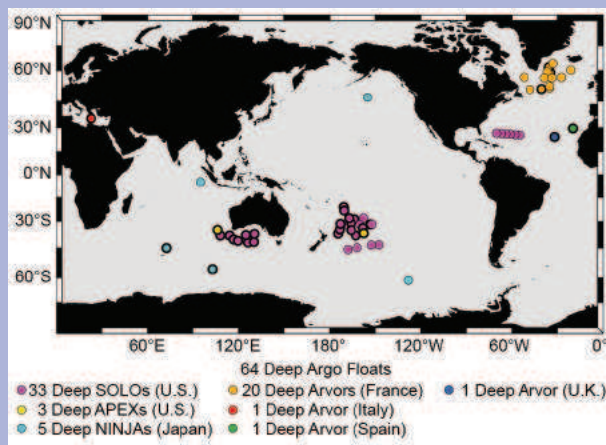 90°N
60°N
30°N
0°N
30°S
60°S
60°E 120°E 180° 120°W 60°W 0°
64 Deep Argo Floats
33 Deep SOLOs (U.S.) 20 Deep Arvors (France) 1 Deep Arvor (U.K.)
3 Deep APEXs (U.S.) 1 Deep Arvor (Italy)
5 Deep NINJAs (Japan) 1 Deep Arvor (Spain)